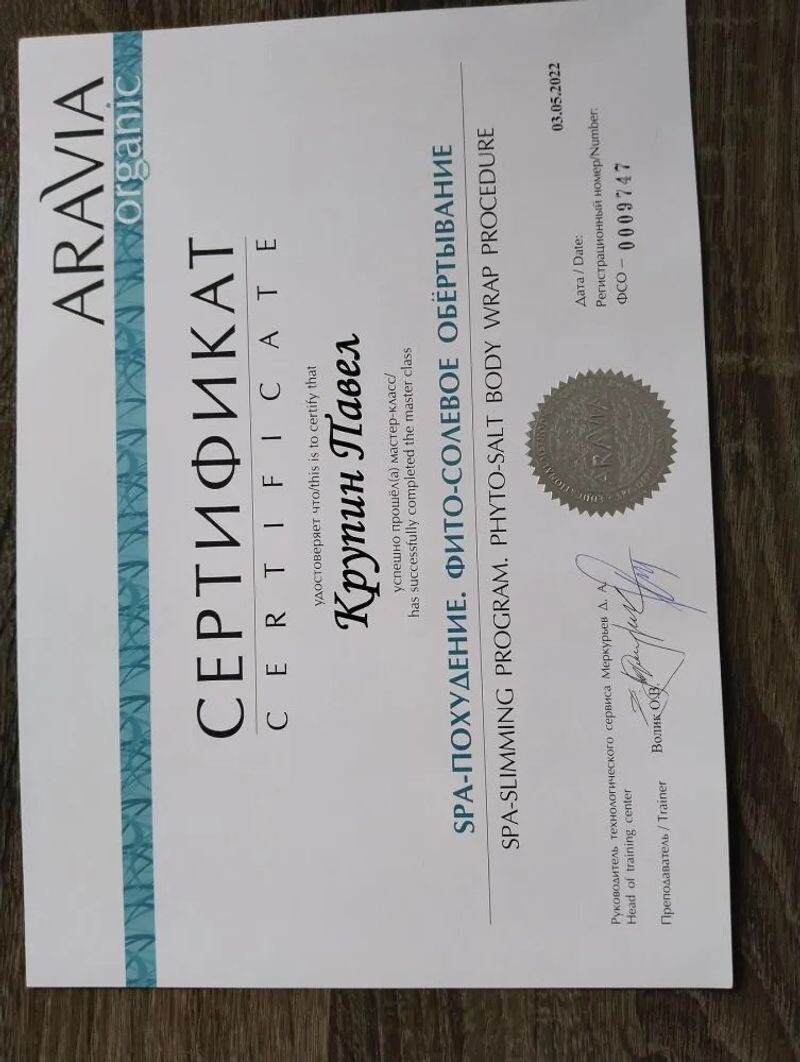 ARAVIA
organic
СЕРТИФИКАТ
CERTIFICATE
удостоверяет что/this is to certify that
Крупин Павел
успешно прошёл(а) мастер-класс/
has successfully completed the master class
SPA-ПОХУДЕНИЕ. ФИТО-СОЛЕВОЕ ОБЁРТЫВАНИЕ
SPA-SLIMMING PROGRAM. PHYTO-SALT BODY WRAP PROCEDURE
03.05.2022
Дата / Date:
Регистрационный номер/Number:
ФСО – 0009747
ARAVIA
Руководитель технологического сервиса Меркурьев Д. А.
Head of training center
Преподаватель / Trainer Волик О.В.